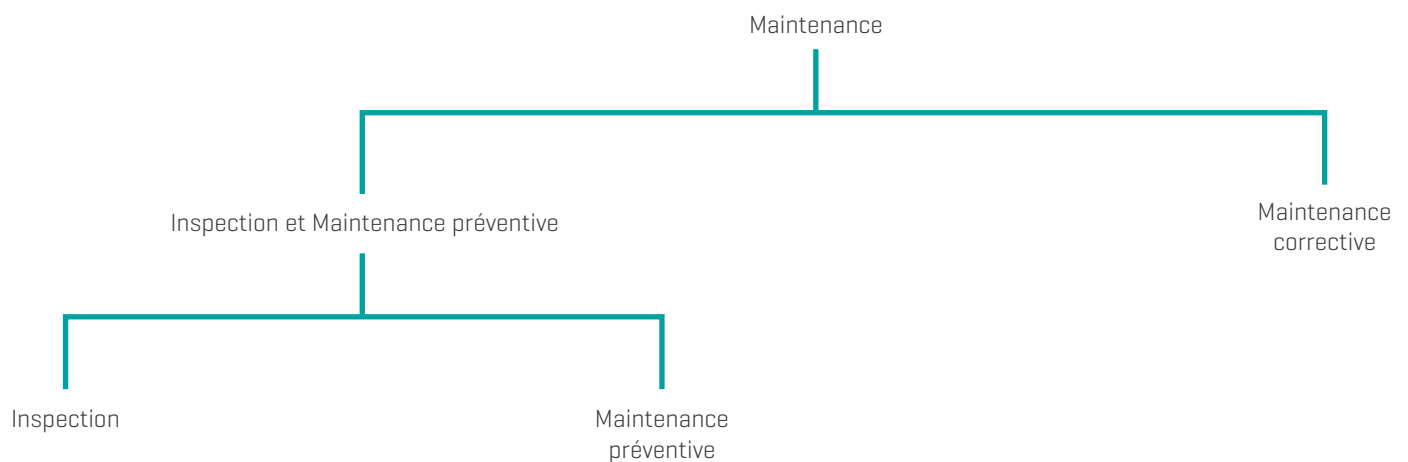 Maintenance
Inspection et Maintenance préventive
Maintenance
corrective
Inspection
Maintenance
préventive